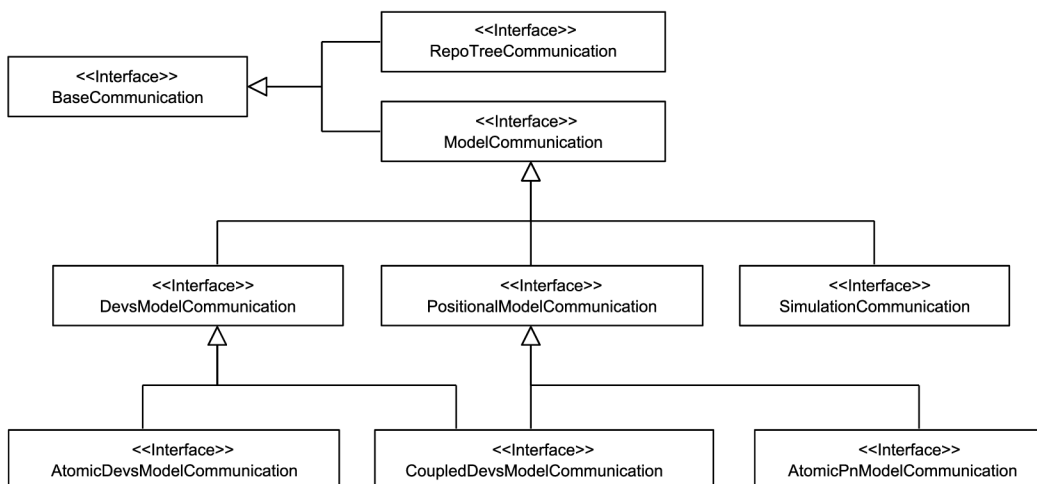 <<Interface>>
RepoTreeCommunication
<<Interface>>
BaseCommunication
<<Interface>>
ModelCommunication
<<Interface>>
DevsModelCommunication
<<Interface>>
PositionalModelCommunication
<<Interface>>
SimulationCommunication
<<Interface>>
AtomicDevsModelCommunication
<<Interface>>
CoupledDevsModelCommunication
<<Interface>>
AtomicPnModelCommunication